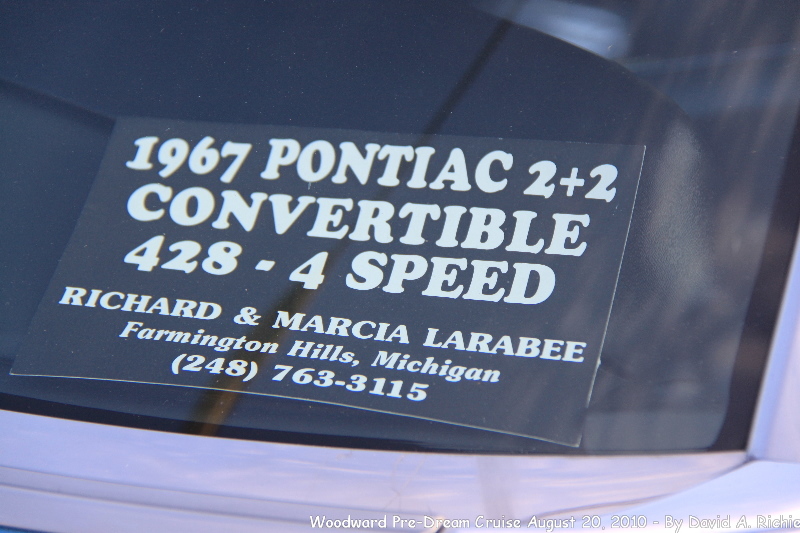 1967 PONTIAC 2+2
CONVERTIBLE
428 - 4 SPEED
RICHARD & MARCIA LARABEE
Farmington Hills, Michigan
(248) 763-3115
Woodward Pre-Dream Cruise August 20, 2010 - By David A. Richie